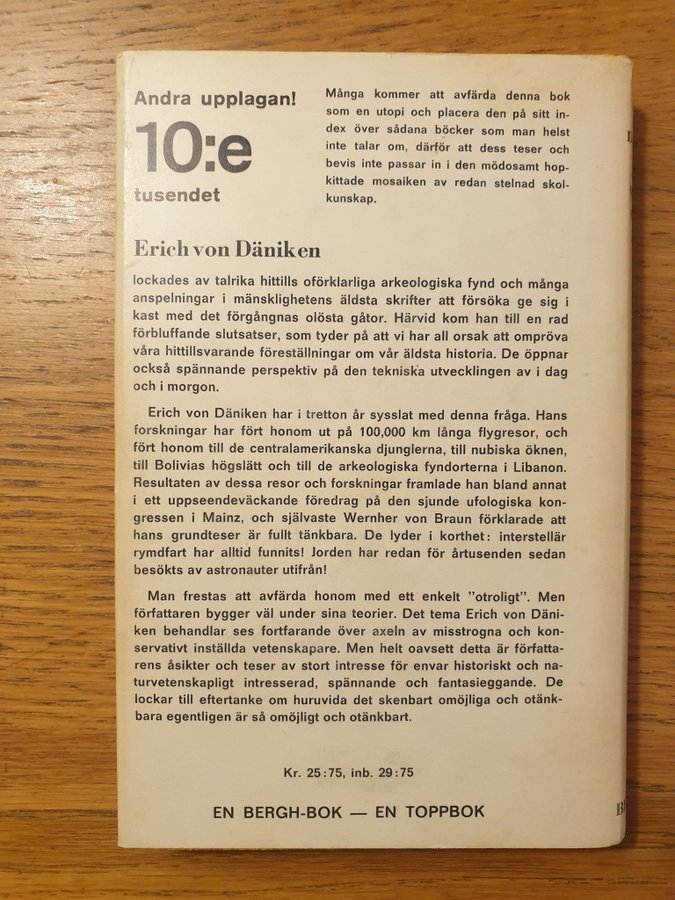 Andra upplagan!
10:e
tusendet
Många kommer att avfärda denna bok
som en utopi och placera den på sitt in-
dex över sådana böcker som man helst
inte talar om, därför att dess teser och
bevis inte passar in i den mödosamt hop-
kittade mosaiken av redan stelnad skol-
kunskap.
Erich von Däniken
lockades av talrika hittills oförklarliga arkeologiska fynd och många
anspelningar i mänsklighetens äldsta skrifter att försöka ge sig i
kast med det förgångnas olösta gåtor. Härvid kom han till en rad
förbluffande slutsatser, som tyder på att vi har all orsak att ompröva
våra hittillsvarande föreställningar om vår äldsta historia. De öppnar
också spännande perspektiv på den tekniska utvecklingen av i dag
och i morgon.
Erich von Däniken har i tretton år sysslat med denna fråga. Hans
forskningar har fört honom ut på 100,000 km långa flygresor, och
fört honom till de centralamerikanska djunglerna, till nubiska öknen,
till Bolivias högslätt och till de arkeologiska fyndorterna i Libanon.
Resultaten av dessa resor och forskningar framlade han bland annat
i ett uppseendeväckande föredrag på den sjunde ufologiska kon-
gressen i Mainz, och självaste Wernher von Braun förklarade att
hans grundteser är fullt tänkbara. De lyder i korthet: interstellär
rymdfart har alltid funnits! Jorden har redan för årtusenden sedan
besökts av astronauter utifrån!
Man frestas att avfärda honom med ett enkelt "otroligt". Men
författaren bygger väl under sina teorier. Det tema Erich von Däni-
ken behandlar ses fortfarande över axeln av misstrogna och kon-
servativt inställda vetenskapare. Men helt oavsett detta är författa-
rens åsikter och teser av stort intresse för envar historiskt och na-
turvetenskapligt intresserad, spännande och fantasieggande. De
lockar till eftertanke om huruvida det skenbart omöjliga och otänk-
bara egentligen är så omöjligt och otänkbart.
Kr. 25:75, inb. 29:75
EN BERGH-BOK — EN TOPPBOK